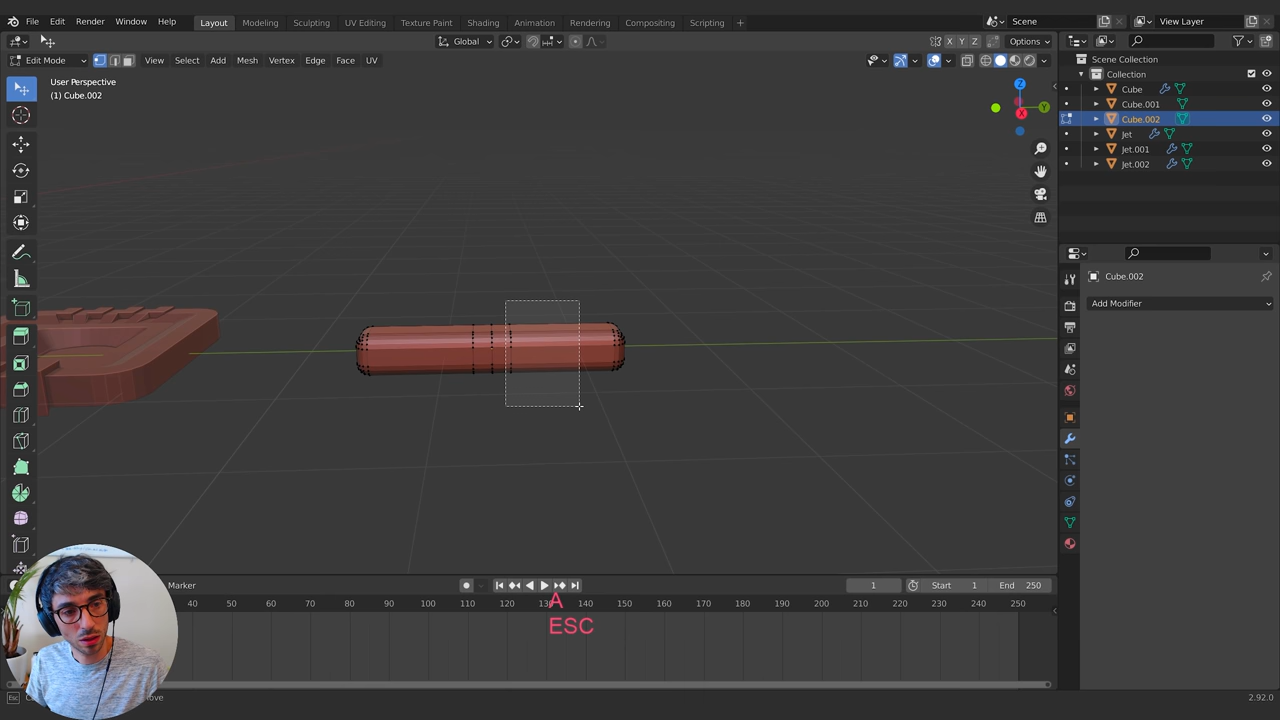 File Edit Render Window Help Layout Modeling Sculpting UV Editing Texture Paint Shading Animation Rendering Compositing Scripting + Scene View Layer
Global X Y Z Options
Edit Mode View Select Add Mesh Vertex Edge Face UV
Scene Collection
Collection
Cube
Cube.001
Cube.002
Jet
Jet.001
Jet.002
User Perspective
(1) Cube.002
Z
Y
X
Cube.002
Add Modifier
Marker 1 Start 1 End 250
40 50 60 70 80 90 100 110 120 130 140 150 160 170 180 190 200 210 220 230 240 250
A
ESC
Esc
2.92.0